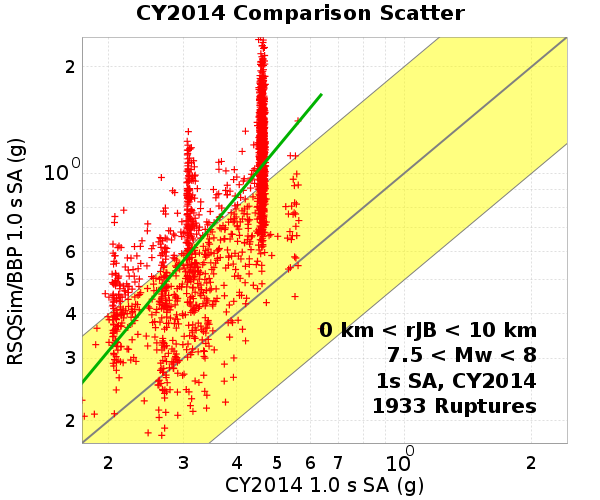 CY2014 Comparison Scatter
RSQSim/BBP 1.0 s SA (g)
2
10^0
8
6
5
4
3
2
0 km < rJB < 10 km
7.5 < Mw < 8
1s SA, CY2014
1933 Ruptures
2 3 4 5 6 7 10^0 2
CY2014 1.0 s SA (g)